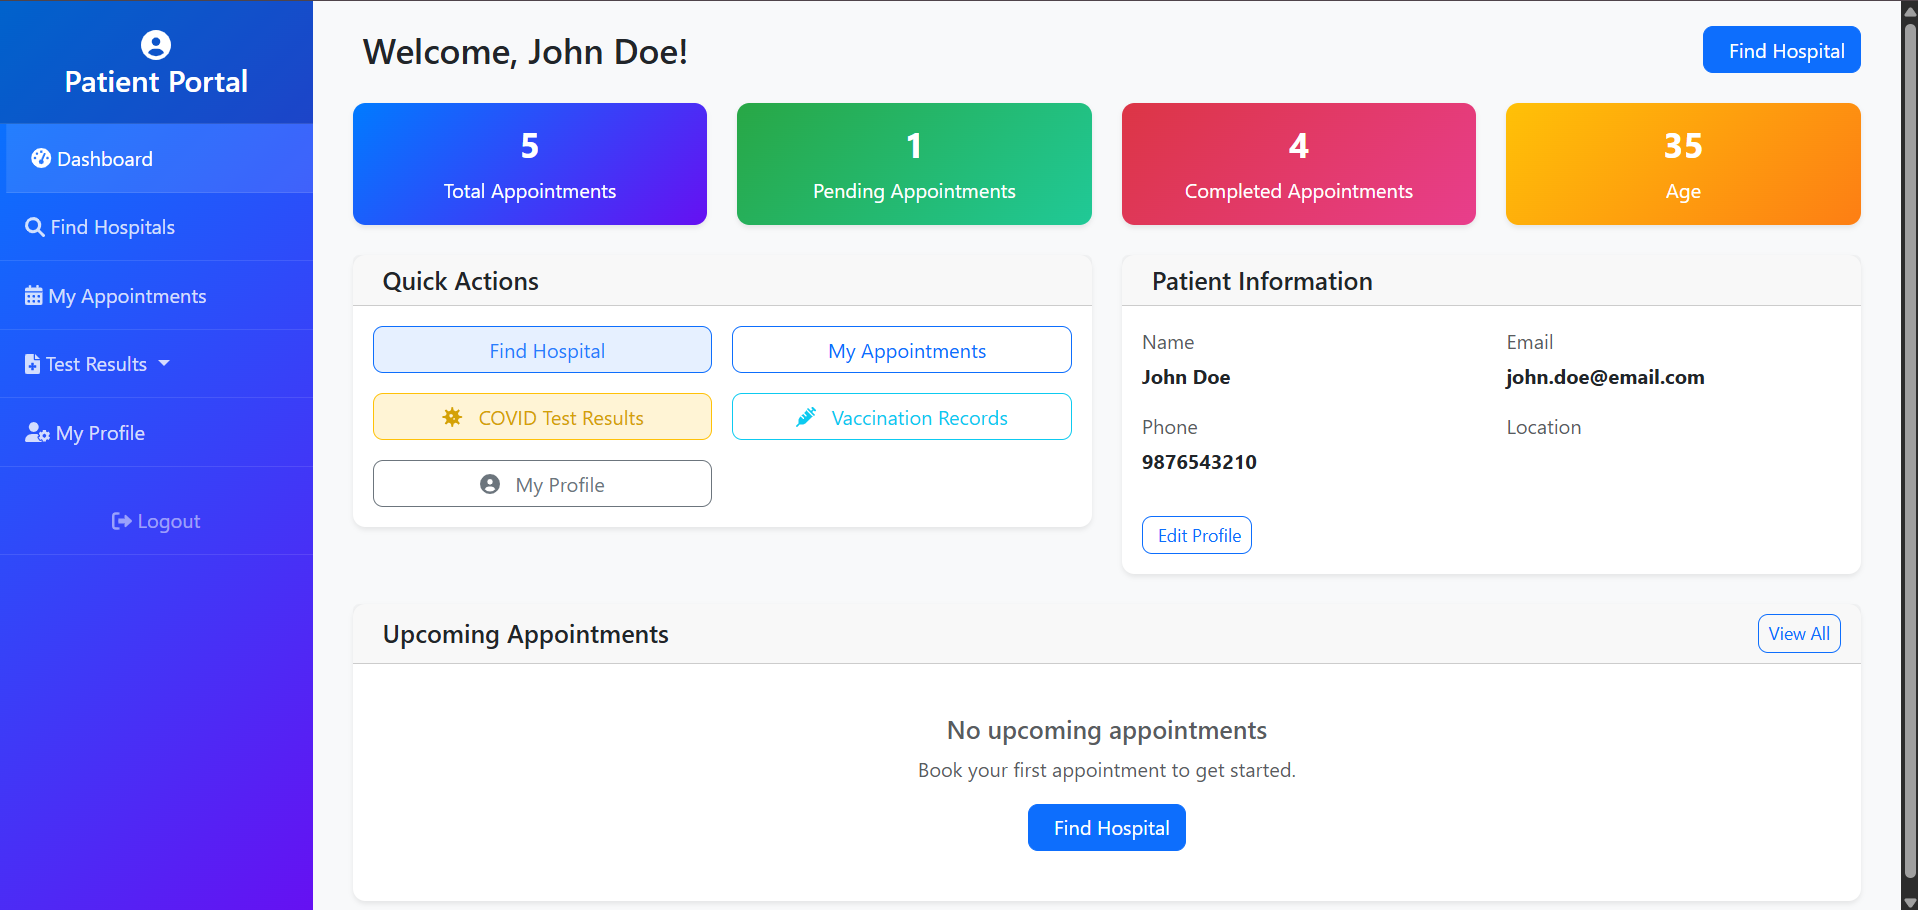 Patient Portal
Dashboard
Find Hospitals
My Appointments
Test Results
My Profile
Logout
Welcome, John Doe!
Find Hospital
5
Total Appointments
1
Pending Appointments
4
Completed Appointments
35
Age
Quick Actions
Find Hospital
My Appointments
COVID Test Results
Vaccination Records
My Profile
Patient Information
Name
John Doe
Email
john.doe@email.com
Phone
9876543210
Location
Edit Profile
Upcoming Appointments
View All
No upcoming appointments
Book your first appointment to get started.
Find Hospital